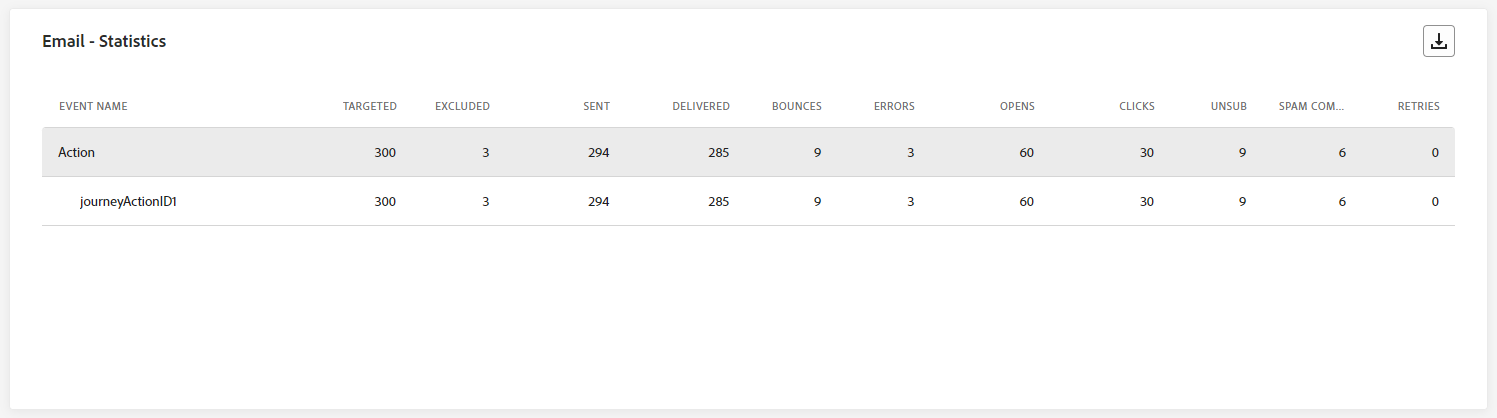 Email - Statistics
EVENT NAME TARGETED EXCLUDED SENT DELIVERED BOUNCES ERRORS OPENS CLICKS UNSUB SPAM COM... RETRIES
Action 300 3 294 285 9 3 60 30 9 6 0
journeyActionID1 300 3 294 285 9 3 60 30 9 6 0